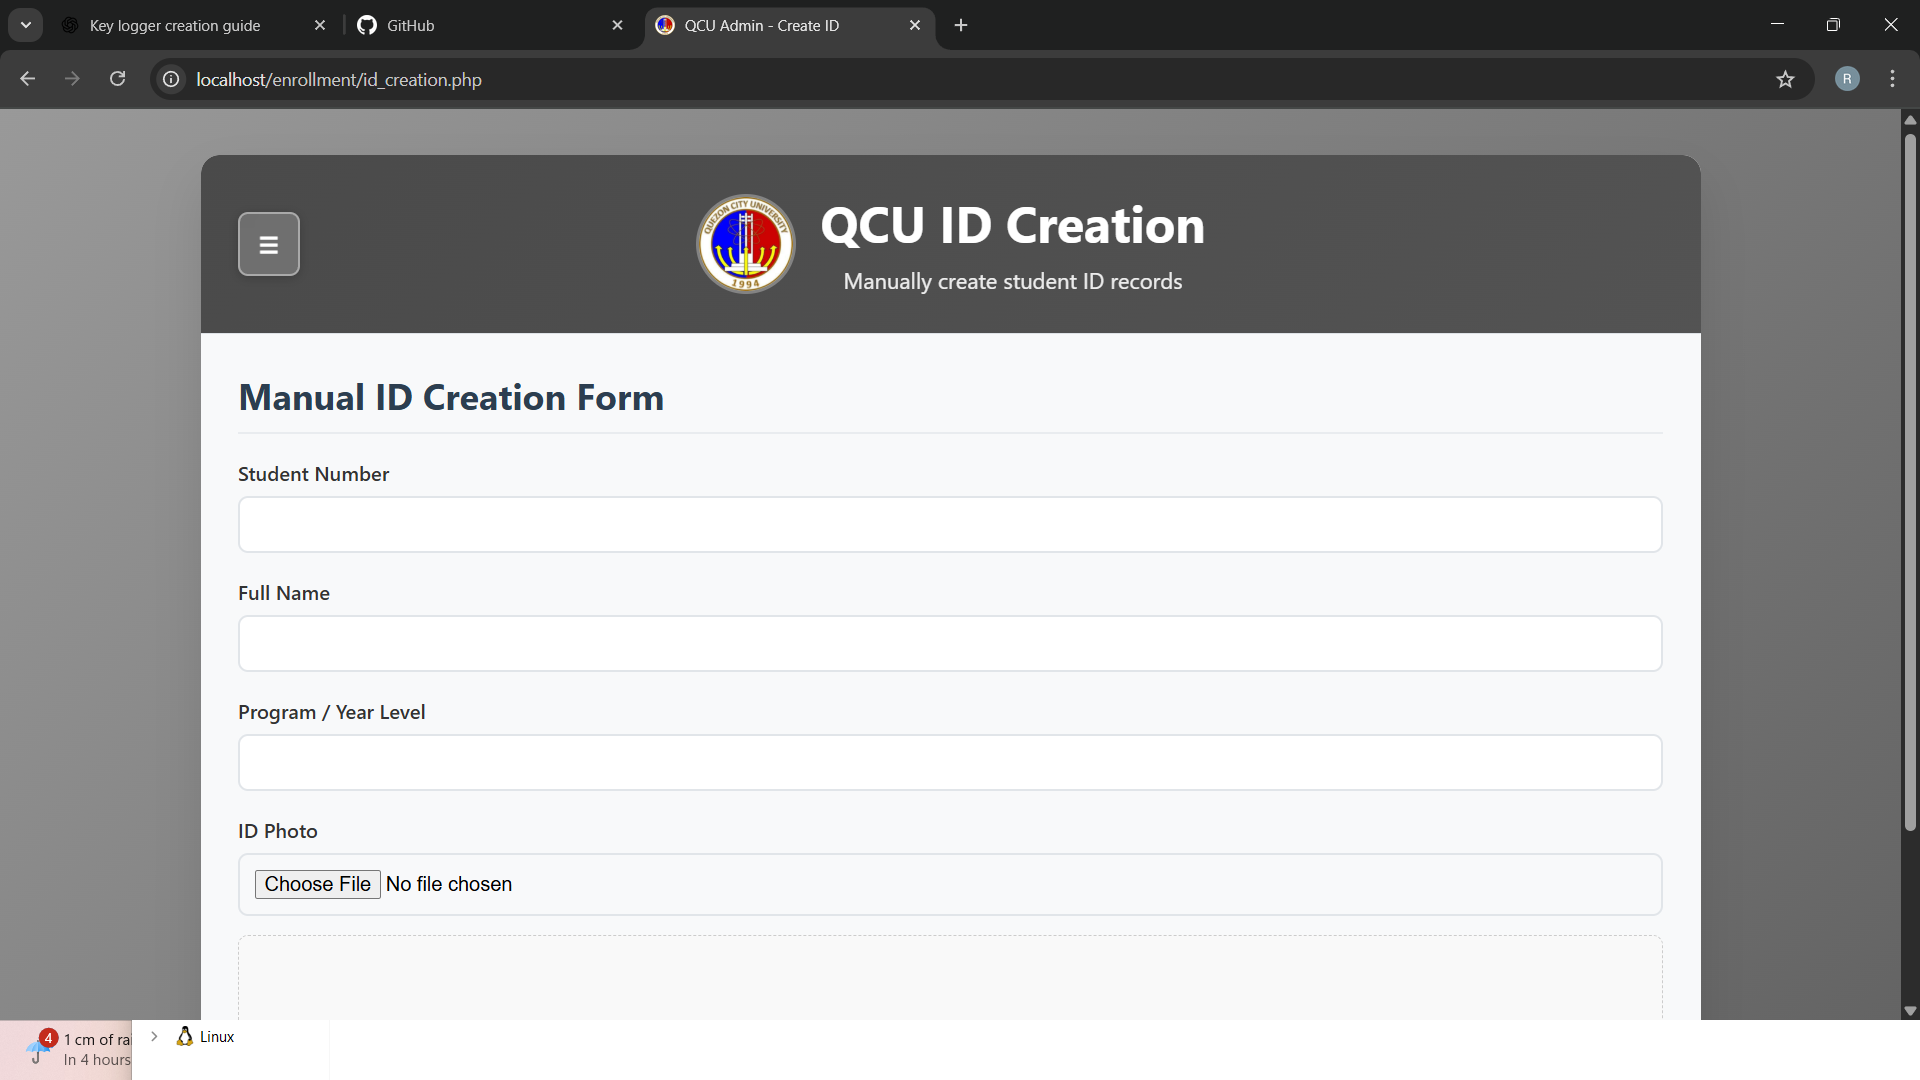 Key logger creation guide
GitHub
QCU Admin - Create ID
localhost/enrollment/id_creation.php
R
QUEZON CITY UNIVERSITY
1994
QCU ID Creation
Manually create student ID records
Manual ID Creation Form
Student Number
Full Name
Program / Year Level
ID Photo
Choose File No file chosen
4
1 cm of rai
In 4 hours
Linux